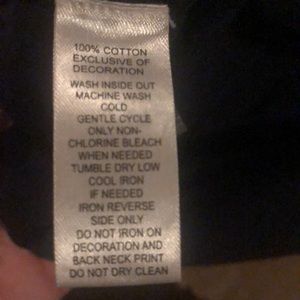 100% COTTON
EXCLUSIVE OF
DECORATION
WASH INSIDE OUT
MACHINE WASH
COLD
GENTLE CYCLE
ONLY NON-
CHLORINE BLEACH
WHEN NEEDED
TUMBLE DRY LOW
COOL IRON
IF NEEDED
IRON REVERSE
SIDE ONLY
DO NOT IRON ON
DECORATION AND
BACK NECK PRINT
DO NOT DRY CLEAN